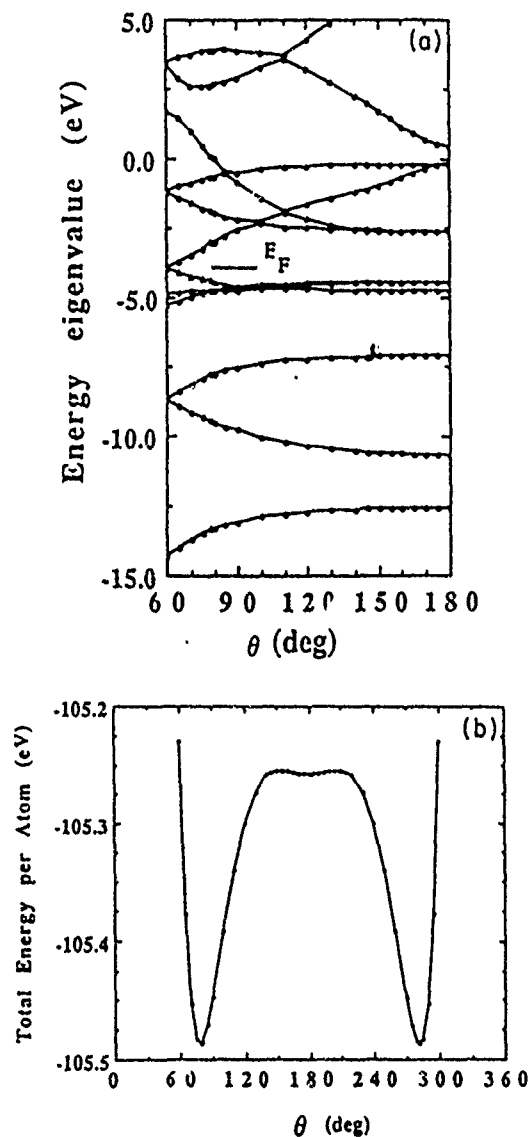 5.0
(a)
0.0
E_F
-5.0
-10.0
-15.0
Energy eigenvalue (eV)
60 90 120 150 180
θ (deg)
-105.2
(b)
-105.3
-105.4
-105.5
Total Energy per Atom (eV)
0 60 120 180 240 300 360
θ (deg)